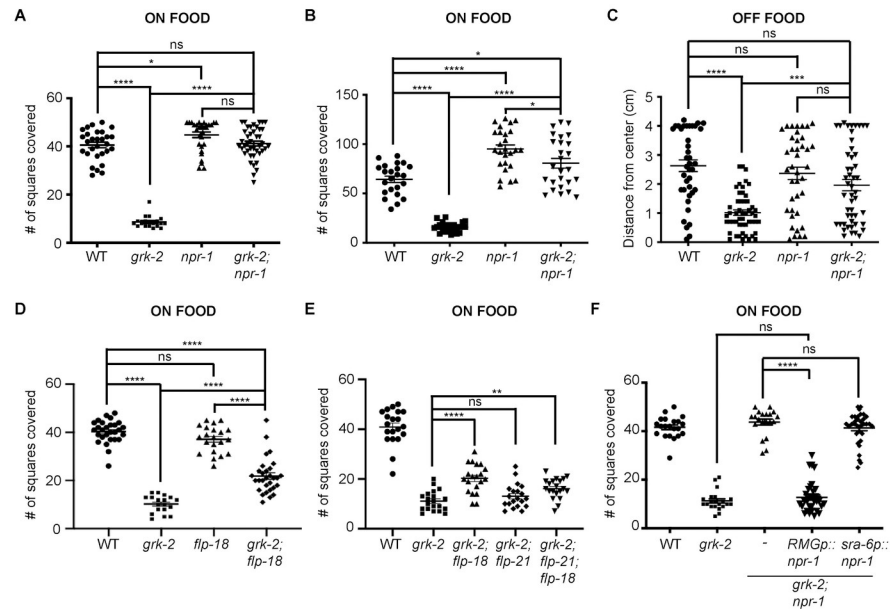 A
ON FOOD
ns
*
****
****
ns
# of squares covered
60
40
20
0
WT
grk-2
npr-1
grk-2;
npr-1
B
ON FOOD
*
****
****
****
*
# of squares covered
150
100
50
0
WT
grk-2
npr-1
grk-2;
npr-1
C
OFF FOOD
ns
ns
****
***
ns
Distance from center (cm)
5
4
3
2
1
0
WT
grk-2
npr-1
grk-2;
npr-1
D
ON FOOD
****
ns
****
****
****
# of squares covered
60
40
20
0
WT
grk-2
flp-18
grk-2;
flp-18
E
ON FOOD
**
ns
****
# of squares covered
60
40
20
0
WT
grk-2
grk-2;
flp-18
grk-2;
flp-21
grk-2;
flp-21;
flp-18
F
ON FOOD
ns
ns
****
# of squares covered
60
40
20
0
WT
grk-2
-
RMGp::
npr-1
sra-6p::
npr-1
grk-2;
npr-1